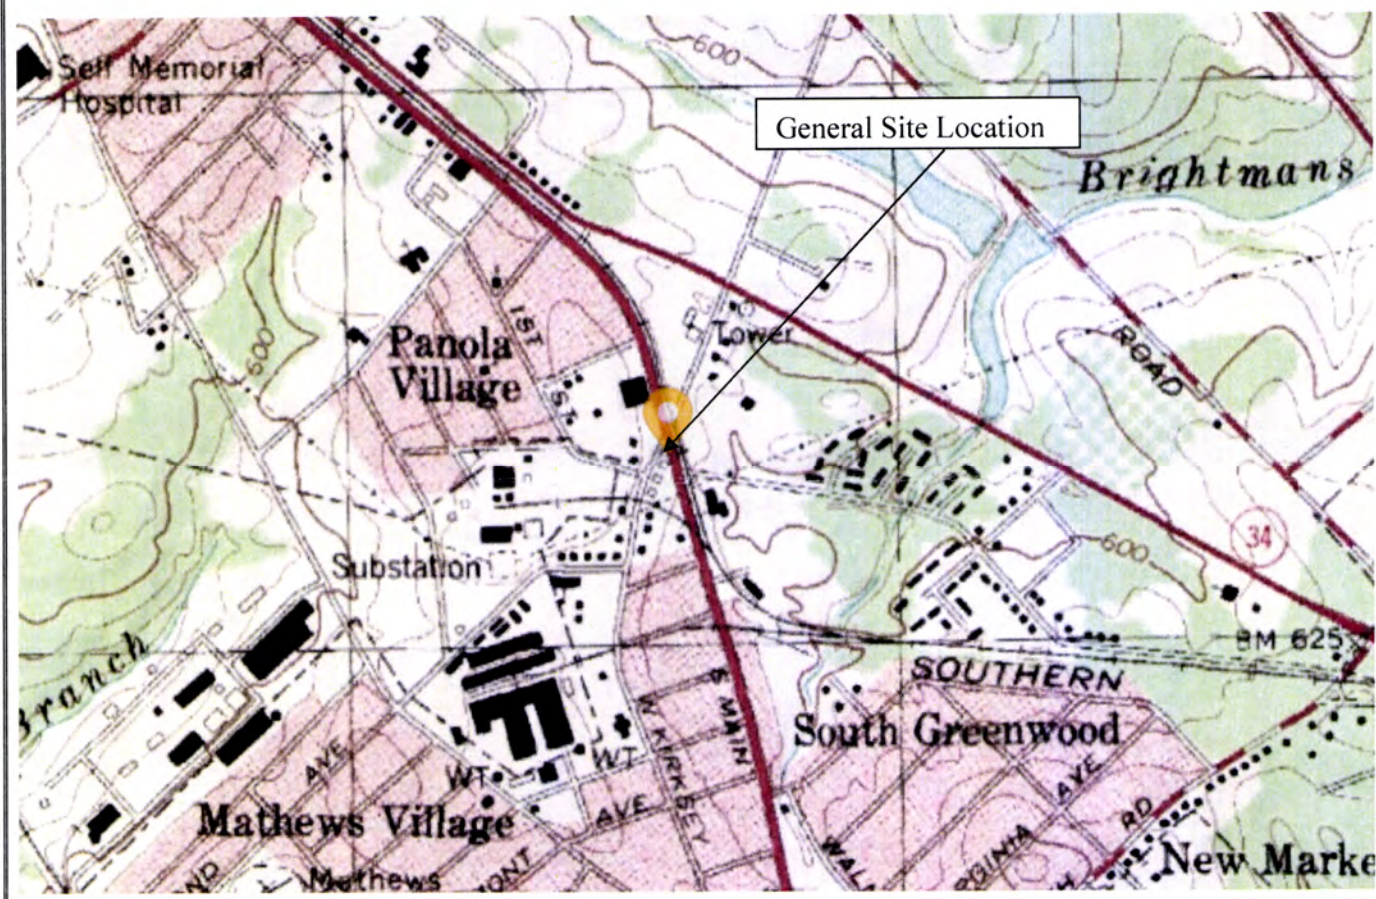 Self Memorial
Hospital
600
General Site Location
Brightmans
Tower
1ST
Panola
Village
ST
600
ROAD
34
600
Substation
BM 625
Branch
SOUTHERN
South Greenwood
S MAIN
N KIRKSEY
WT
WT
AVE
AVE
AVE
RD
Mathews Village
New Marke
Mathews